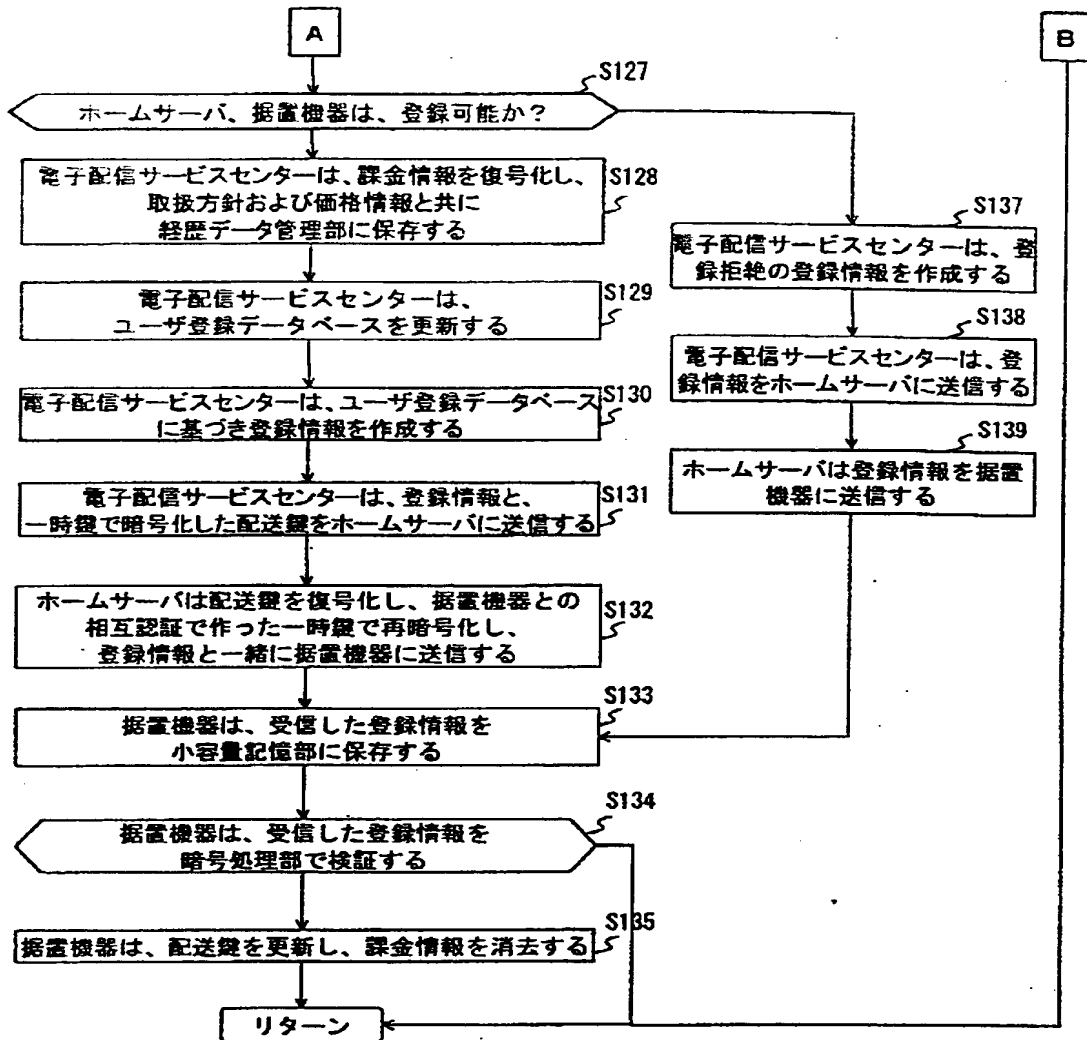 A
B
S127
ホームサーバ、据置機器は、登録可能か?
電子配信サービスセンターは、課金情報を復号化し、
取扱方針および価格情報と共に
経歴データ管理部に保存する
S128
電子配信サービスセンターは、
ユーザ登録データベースを更新する
S129
電子配信サービスセンターは、ユーザ登録データベース
に基づき登録情報を作成する
S130
電子配信サービスセンターは、登録情報と、
一時鍵で暗号化した配送鍵をホームサーバに送信する
S131
ホームサーバは配送鍵を復号化し、据置機器との
相互認証で作った一時鍵で再暗号化し、
登録情報と一緒に据置機器に送信する
S132
S133
据置機器は、受信した登録情報を
小容量記憶部に保存する
S134
据置機器は、受信した登録情報を
暗号処理部で検証する
S135
据置機器は、配送鍵を更新し、課金情報を消去する
リターン
S137
電子配信サービスセンターは、登
録拒絶の登録情報を作成する
S138
電子配信サービスセンターは、登
録情報をホームサーバに送信する
S139
ホームサーバは登録情報を据置
機器に送信する